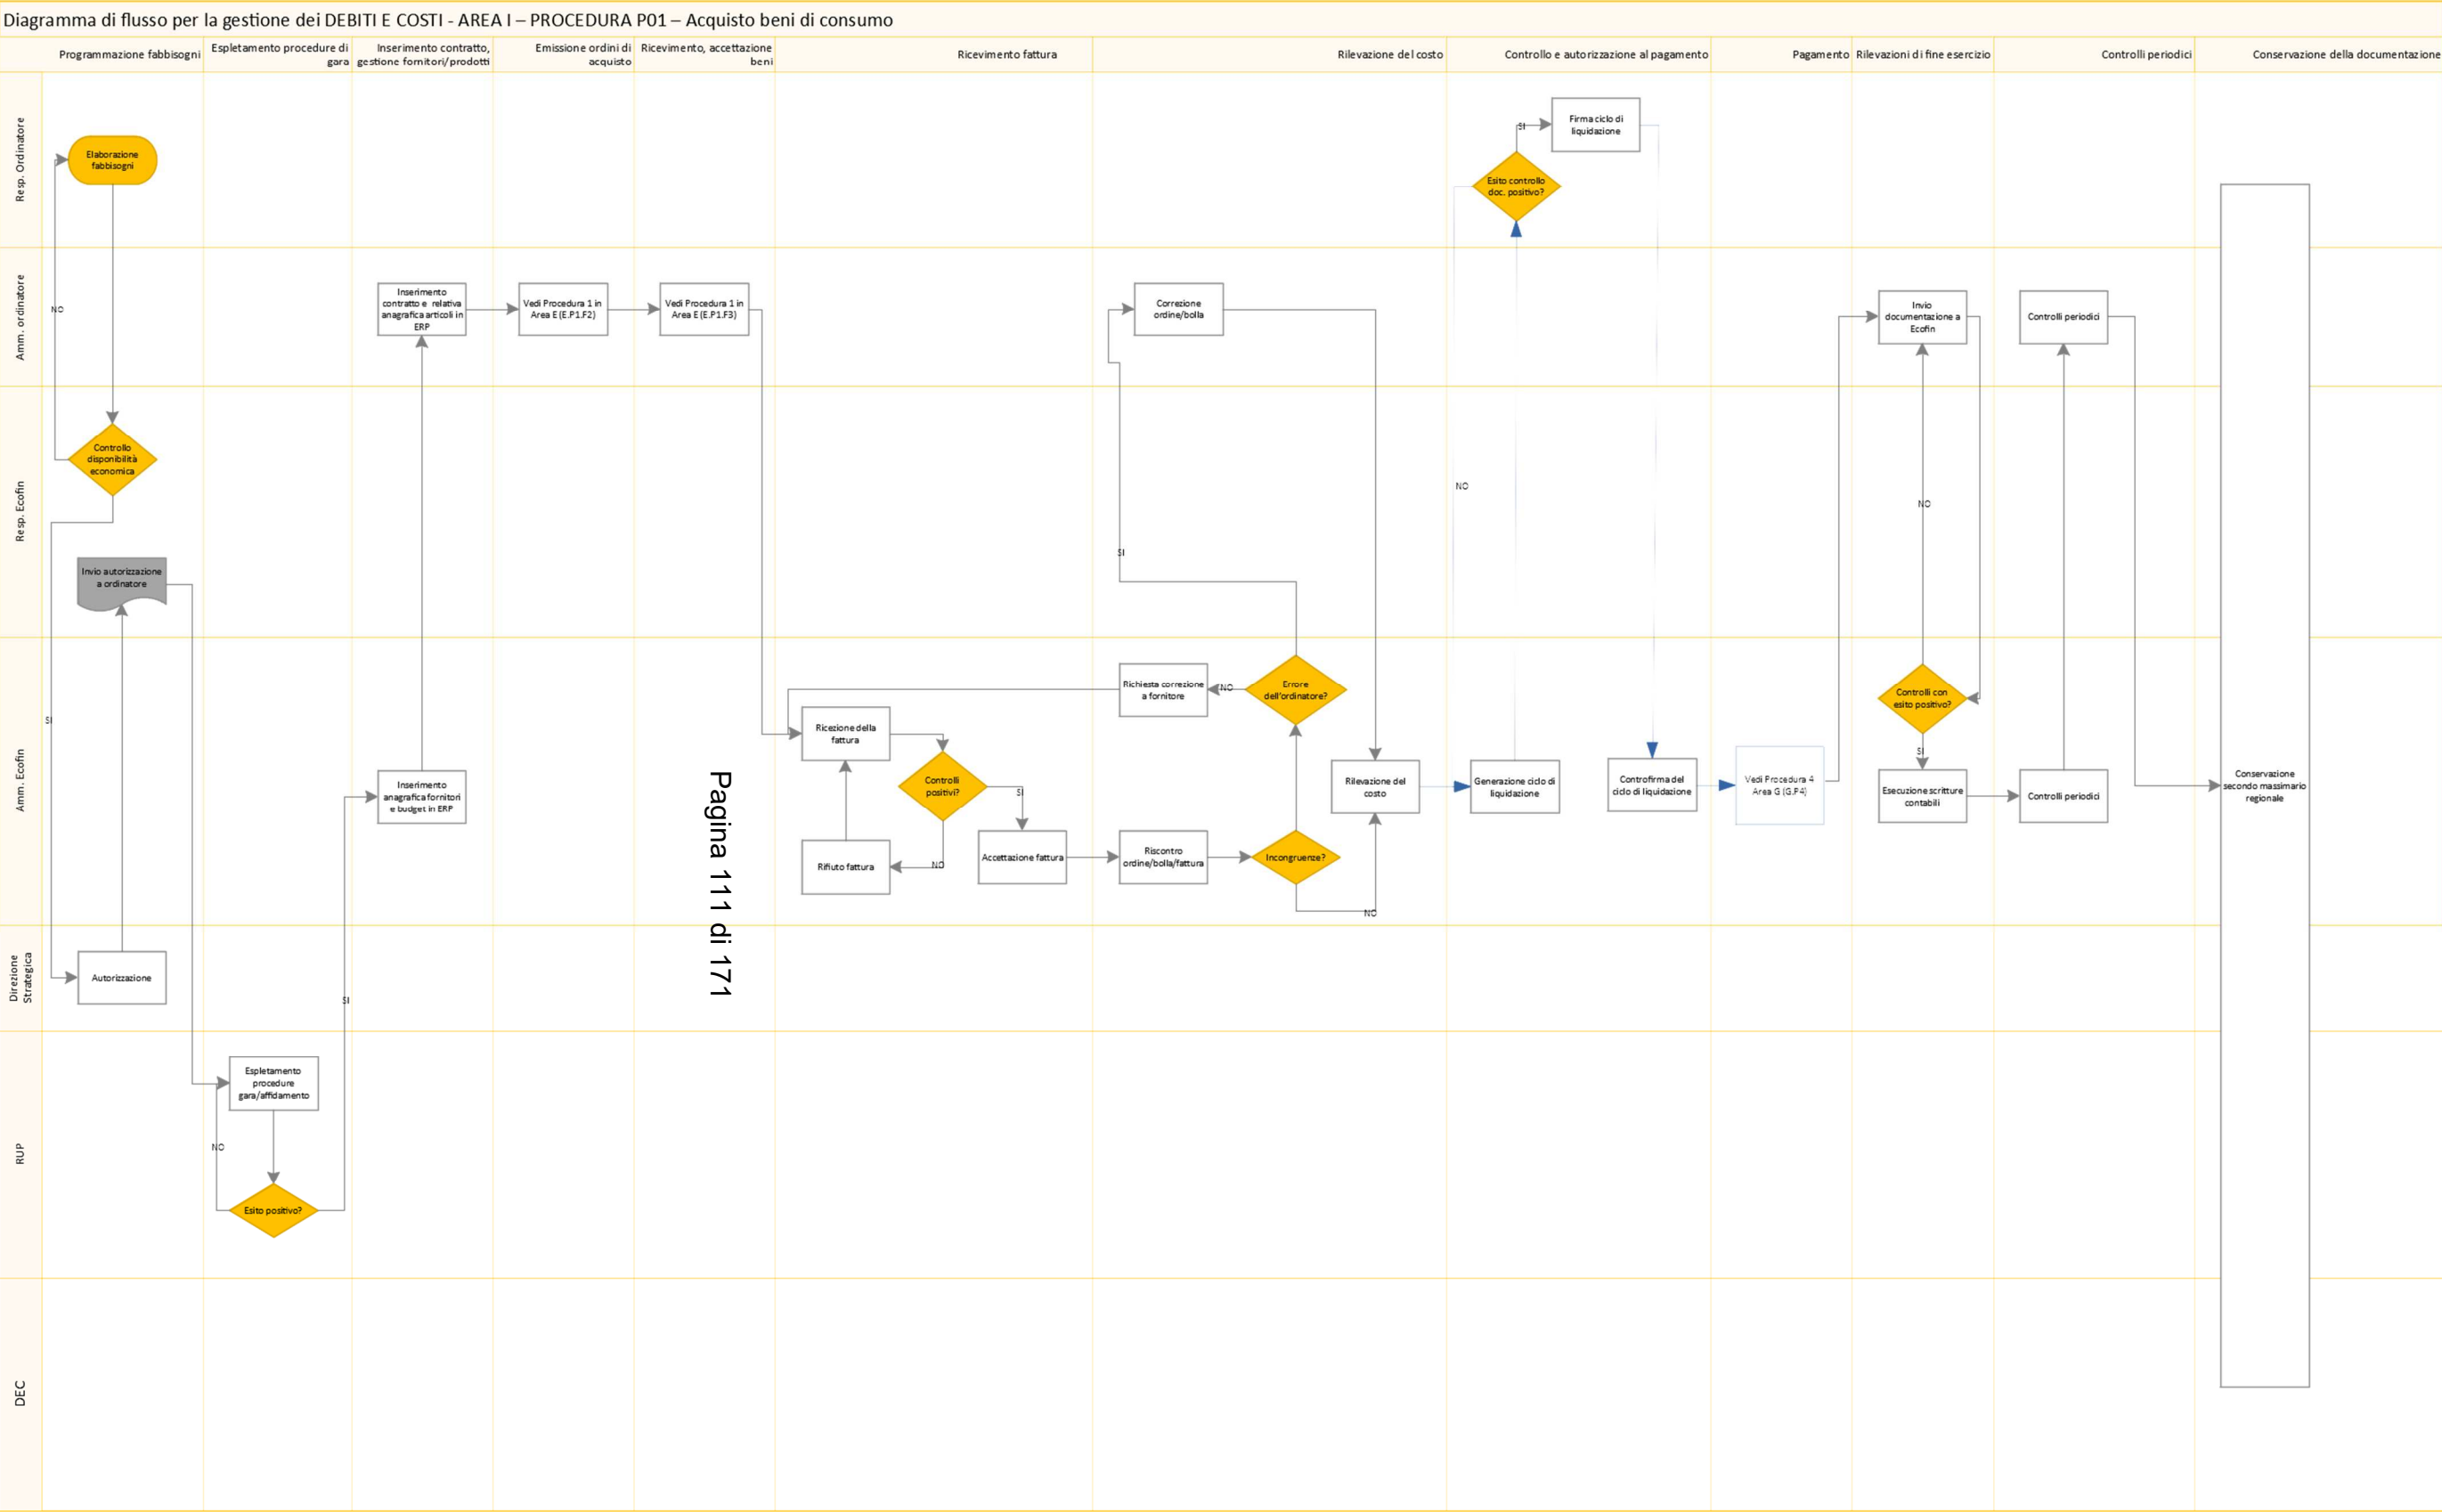 Diagramma di flusso per la gestione dei DEBITI E COSTI - AREA I – PROCEDURA P01 – Acquisto beni di consumo
Programmazione fabbisogni
Espletamento procedure di
gara
Inserimento contratto,
gestione fornitori/prodotti
Emissione ordini di
acquisto
Ricevimento, accettazione
beni
Ricevimento fattura
Rilevazione del costo
Controllo e autorizzazione al pagamento
Pagamento
Rilevazioni di fine esercizio
Controlli periodici
Conservazione della documentazione
Resp. Ordinatore
Elaborazione
fabbisogni
SI
Firma ciclo di
liquidazione
Esito controllo
doc. positivo?
Amm. ordinatore
NO
Inserimento
contratto e relativa
anagrafica articoli in
ERP
Vedi Procedura 1 in
Area E (E.P1.F2)
Vedi Procedura 1 in
Area E (E.P1.F3)
Correzione
ordine/bolla
Invio
documentazione a
Ecofin
Controlli periodici
Resp. Ecofin
Controllo
disponibilità
economica
NO
NO
SI
Invio autorizzazione
a ordinatore
Amm. Ecofin
SI
Inserimento
anagrafica fornitori
e budget in ERP
Ricezione della
fattura
Controlli
positivi?
SI
NO
Rifiuto fattura
Accettazione fattura
Richiesta correzione
a fornitore
NO
Errore
dell'ordinatore?
Riscontro
ordine/bolla/fattura
Incongruenze?
NO
Rilevazione del
costo
Generazione ciclo di
liquidazione
Controfirma del
ciclo di liquidazione
Vedi Procedura 4
Area G (G.P4)
Controlli con
esito positivo?
SI
Esecuzione scritture
contabili
Controlli periodici
Conservazione
secondo massimario
regionale
Pagina 111 di 171
Direzione
Strategica
Autorizzazione
SI
RUP
Espletamento
procedure
gara/affidamento
NO
Esito positivo?
DEC